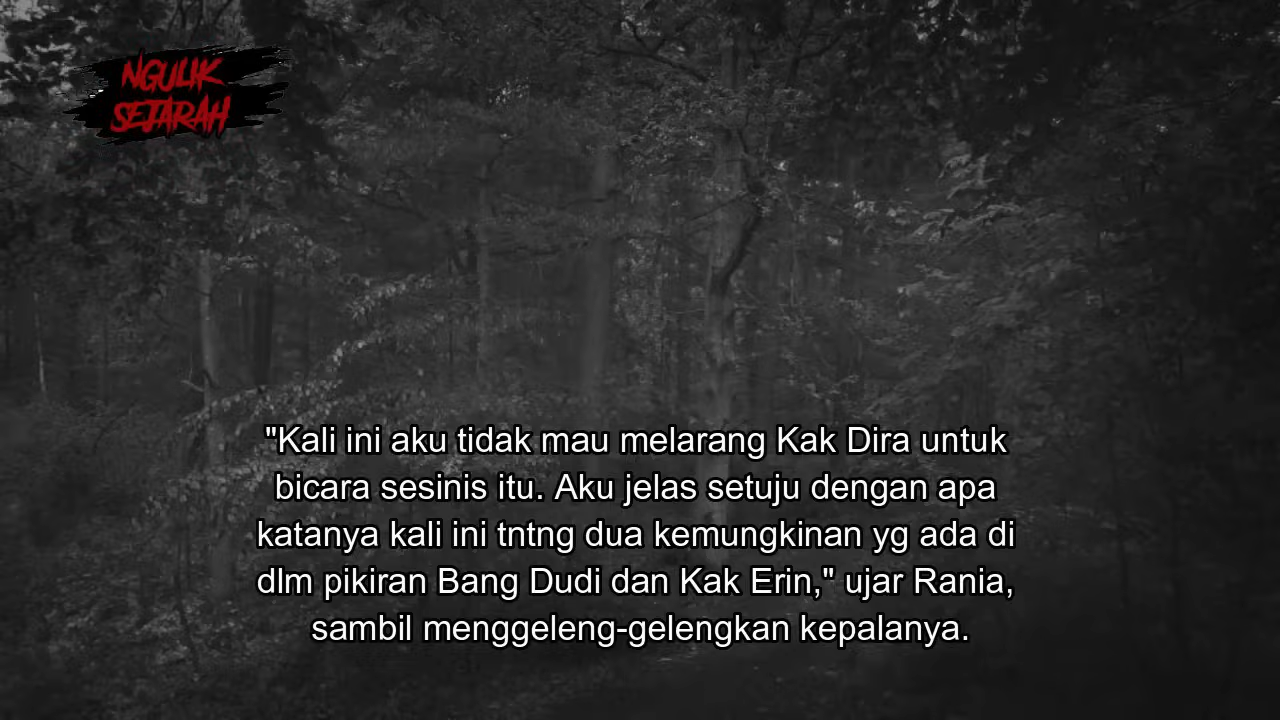 NGULIK
SEJARAH
"Kali ini aku tidak mau melarang Kak Dira untuk
bicara sesinis itu. Aku jelas setuju dengan apa
katanya kali ini tntng dua kemungkinan yg ada di
dlm pikiran Bang Dudi dan Kak Erin," ujar Rania,
sambil menggeleng-gelengkan kepalanya.